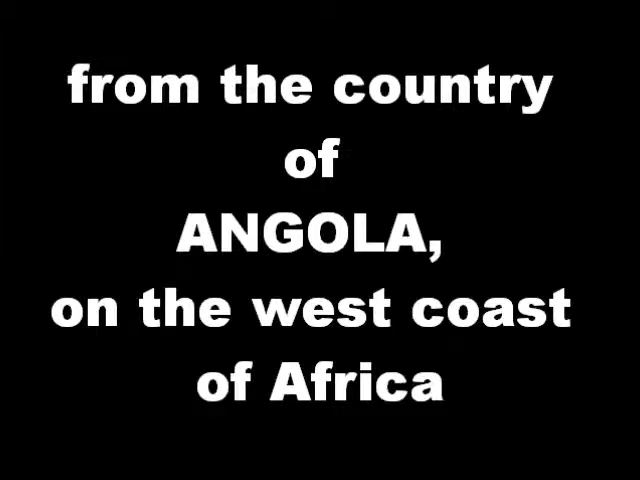 from the country
of
ANGOLA,
on the west coast
of Africa